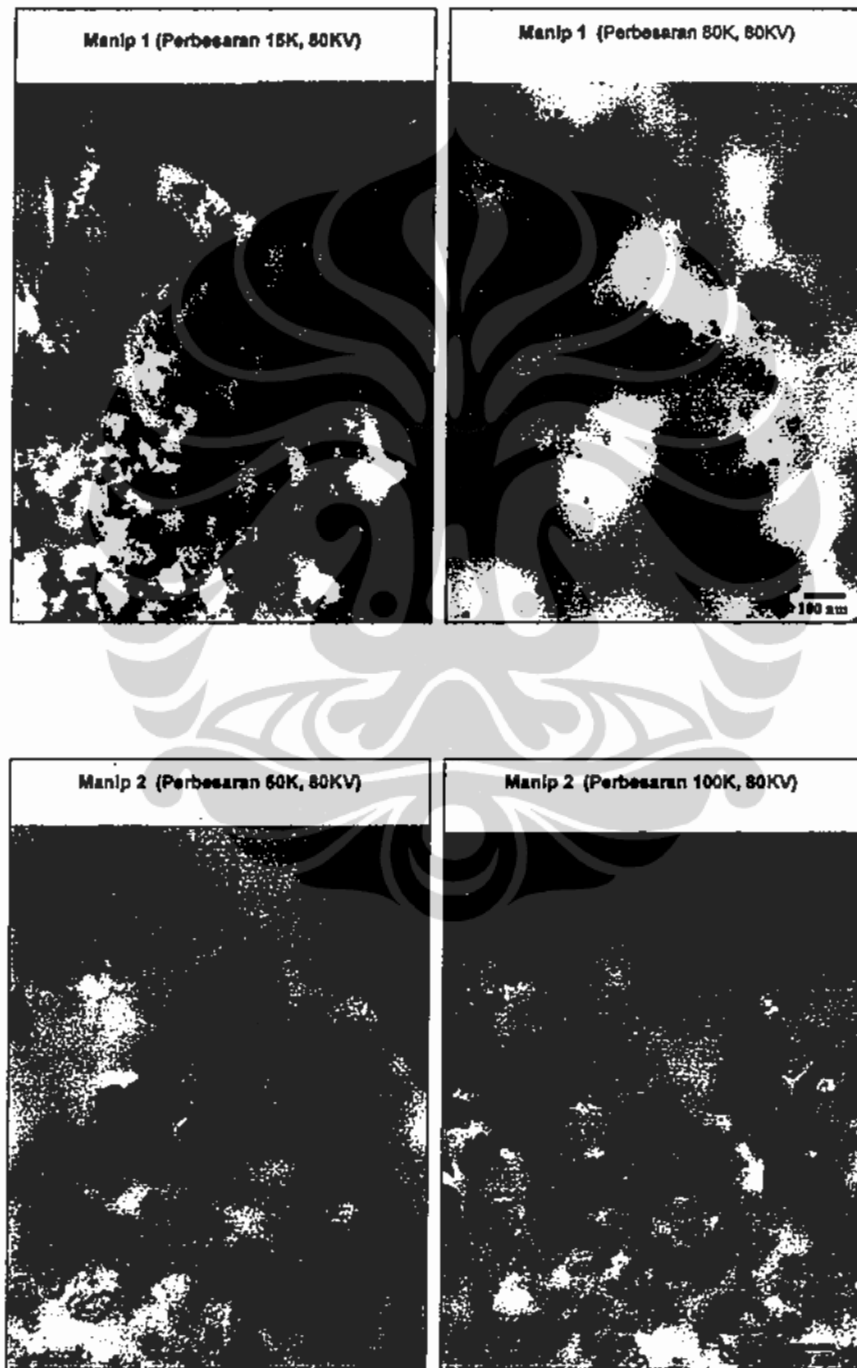 Manip 1 (Perbesaran 15K, 80KV)
Manip 1 (Perbesaran 80K, 80KV)
100 nm
Manip 2 (Perbesaran 50K, 80KV)
Manip 2 (Perbesaran 100K, 80KV)